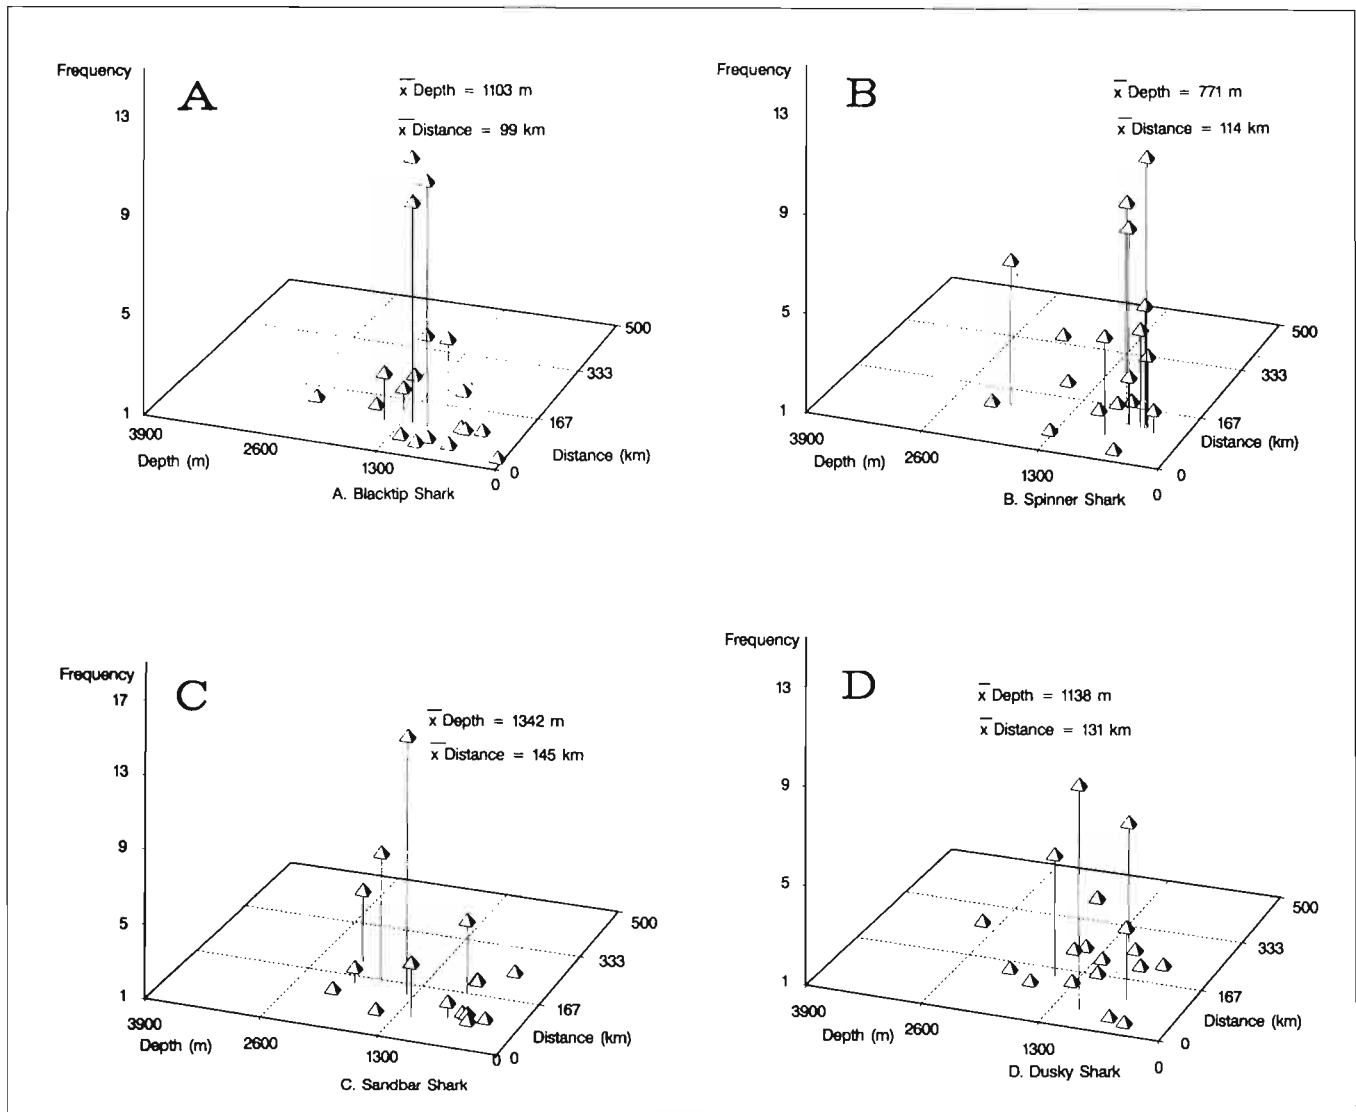 Frequency
A
x Depth = 1103 m
x Distance = 99 km
13
9
5
1
3900
2600
1300
0
Depth (m)
0
167
333
500
Distance (km)
A. Blacktip Shark
Frequency
B
x Depth = 771 m
x Distance = 114 km
13
9
5
1
3900
2600
1300
0
Depth (m)
0
167
333
500
Distance (km)
B. Spinner Shark
Frequency
C
x Depth = 1342 m
x Distance = 145 km
17
13
9
5
1
3900
2600
1300
0
Depth (m)
0
167
333
500
Distance (km)
C. Sandbar Shark
Frequency
D
x Depth = 1138 m
x Distance = 131 km
13
9
5
1
3900
2600
1300
0
Depth (m)
0
167
333
500
Distance (km)
D. Dusky Shark